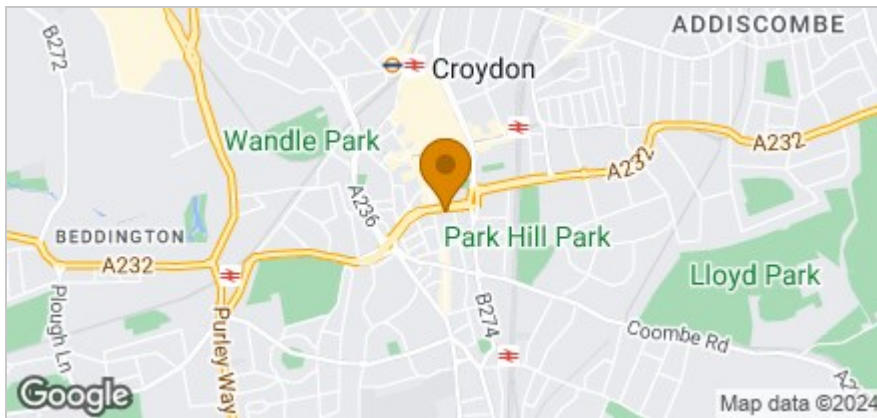 ADDISCOMBE
B272
Croydon
Wandle Park
A232
A232
A236
BEDDINGTON
Park Hill Park
A232
Lloyd Park
Plough Ln
Purley Way
B274
Coombe Rd
Google
Map data ©2024